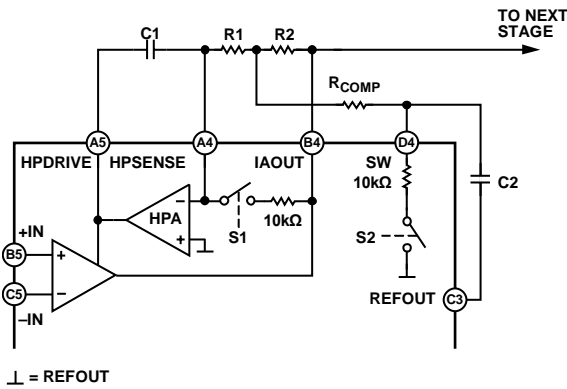 TO NEXT
STAGE
C1
R1
R2
RCOMP
A5
A4
B4
D4
HPDRIVE
HPSENSE
IAOUT
SW
10kΩ
C2
HPA
−
+
S1
10kΩ
S2
+IN
B5
+
C5
−
−IN
REFOUT
C3
= REFOUT